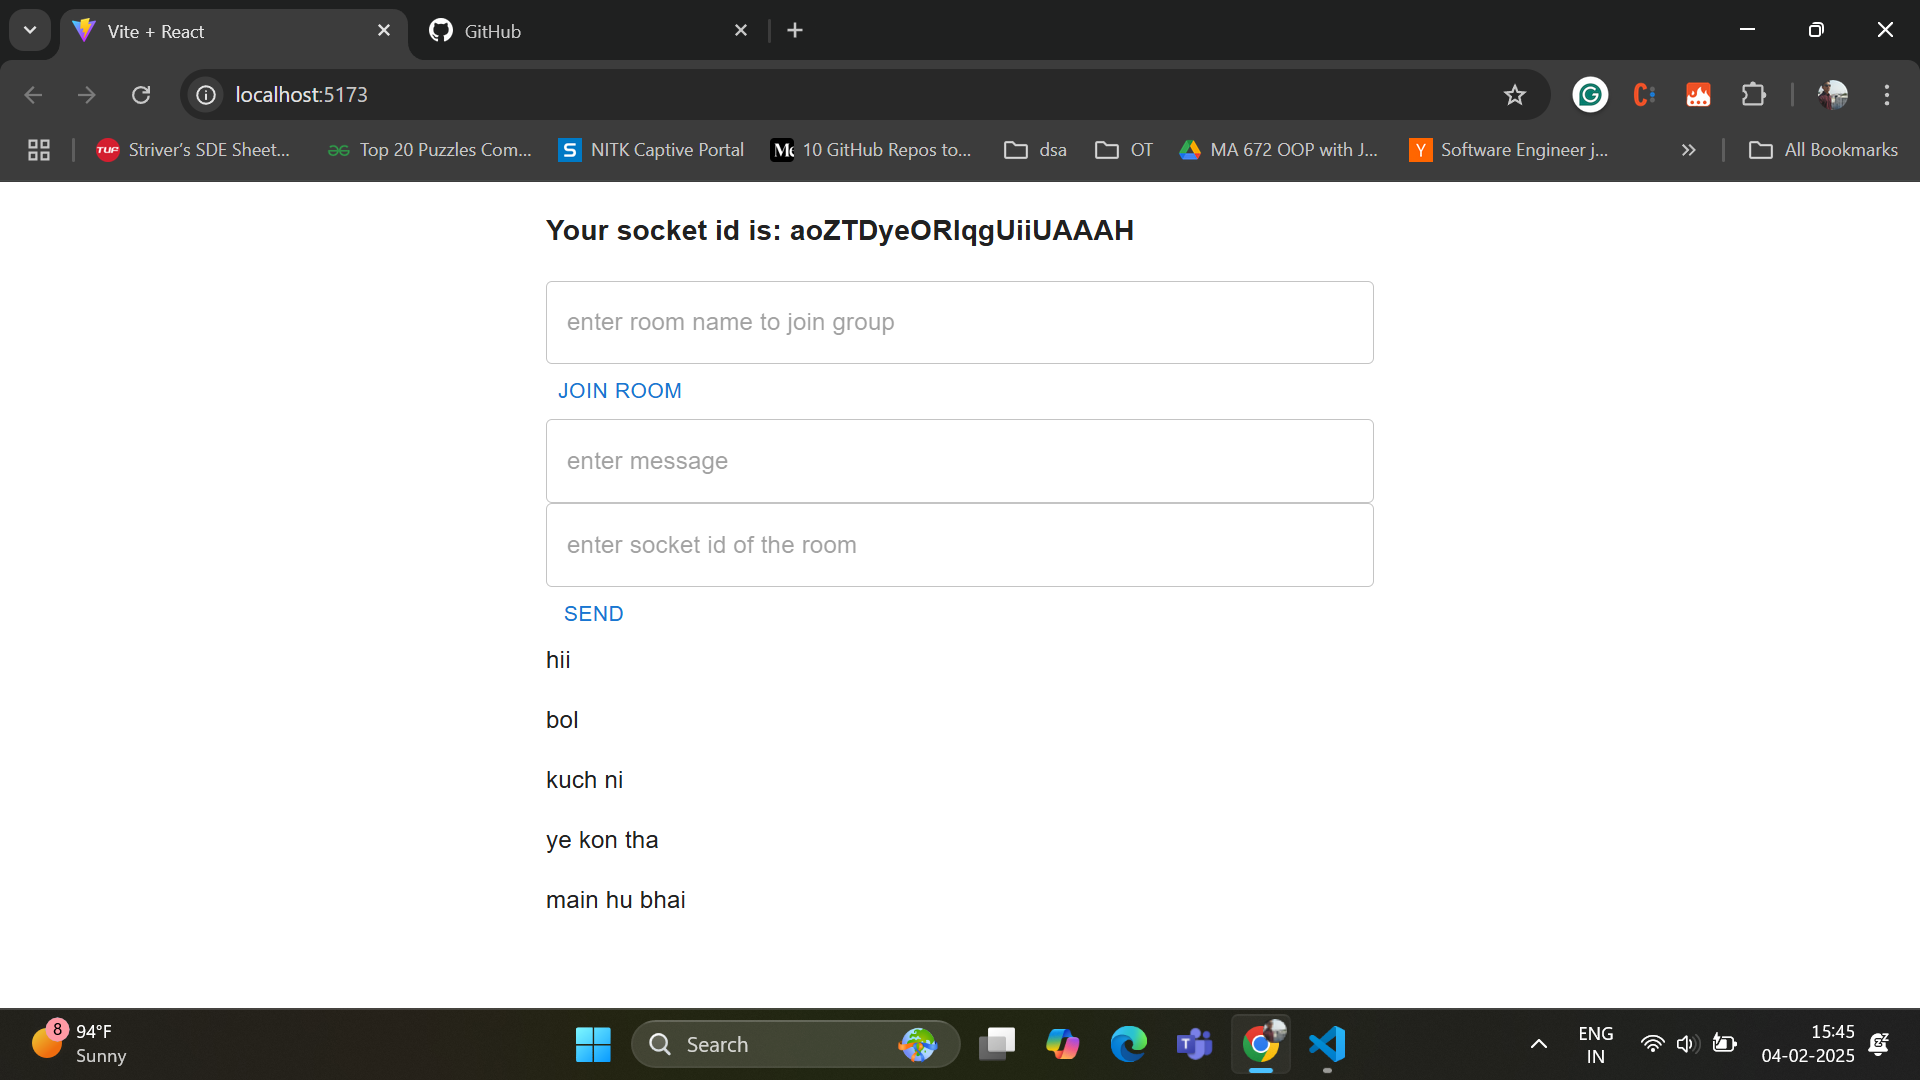 Vite + React
GitHub
localhost:5173
Striver's SDE Sheet...
Top 20 Puzzles Com...
NITK Captive Portal
10 GitHub Repos to...
dsa
OT
MA 672 OOP with J...
Software Engineer j...
All Bookmarks
Your socket id is: aoZTDyeORIqgUiiUAAAH
enter room name to join group
JOIN ROOM
enter message
enter socket id of the room
SEND
hii
bol
kuch ni
ye kon tha
main hu bhai
8
94°F
Sunny
Search
ENG
IN
15:45
04-02-2025